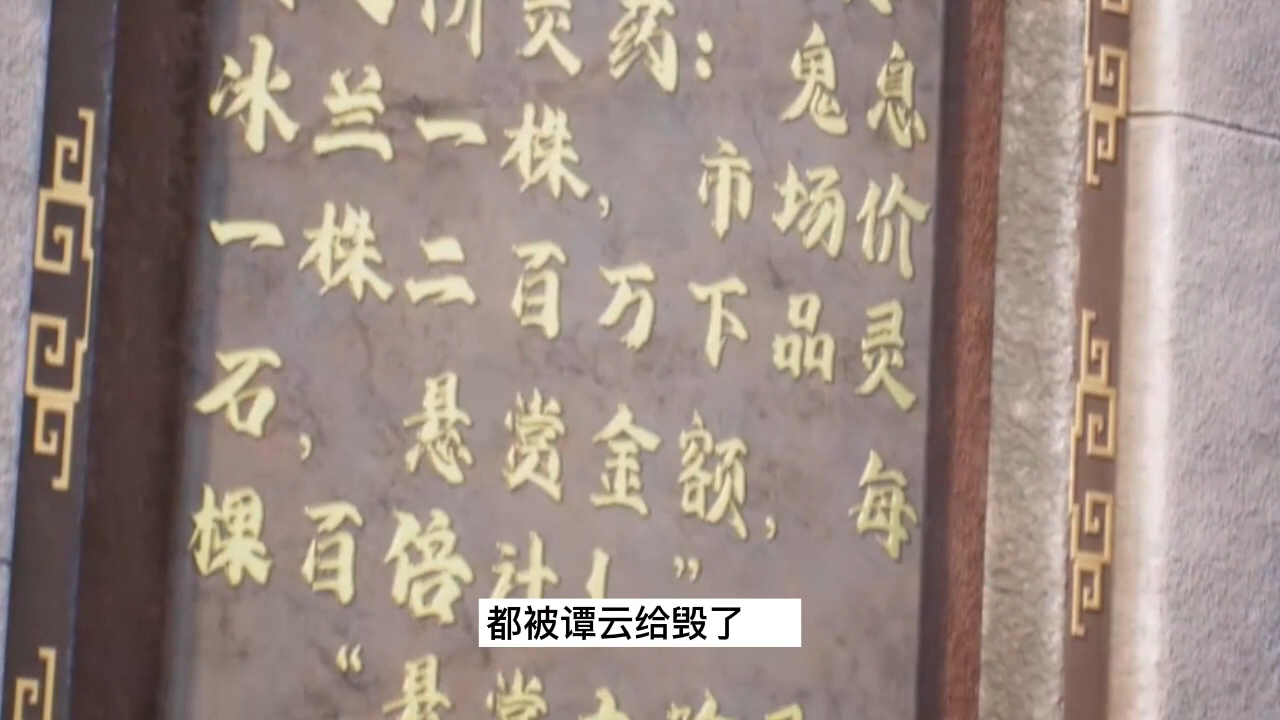 价灵药：鬼息
冰兰一株，市场价
一株二百万下品灵
石，悬赏金额，每
棵百倍计！”
“悬赏
都被谭云给毁了